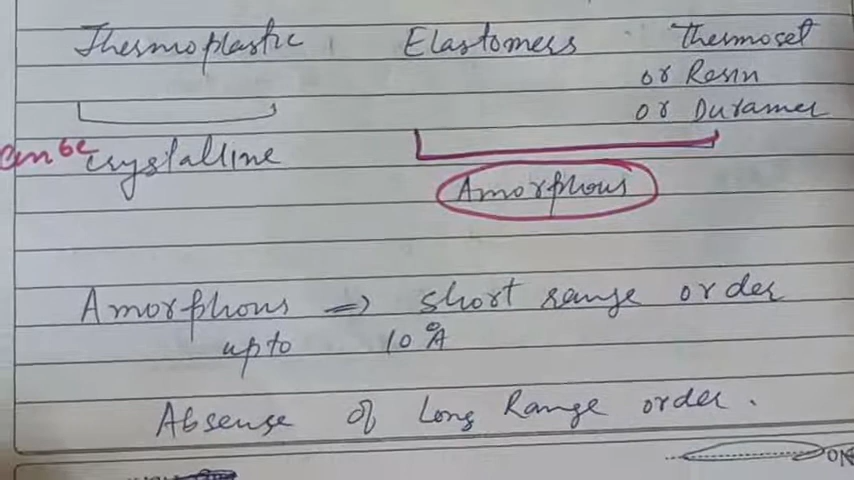 Thermoplastic Elastomers Thermoset
or Resin
or Duramer
can be crystalline
Amorphous
Amorphous => short range order
upto 10 °A
Absense of Long Range order.